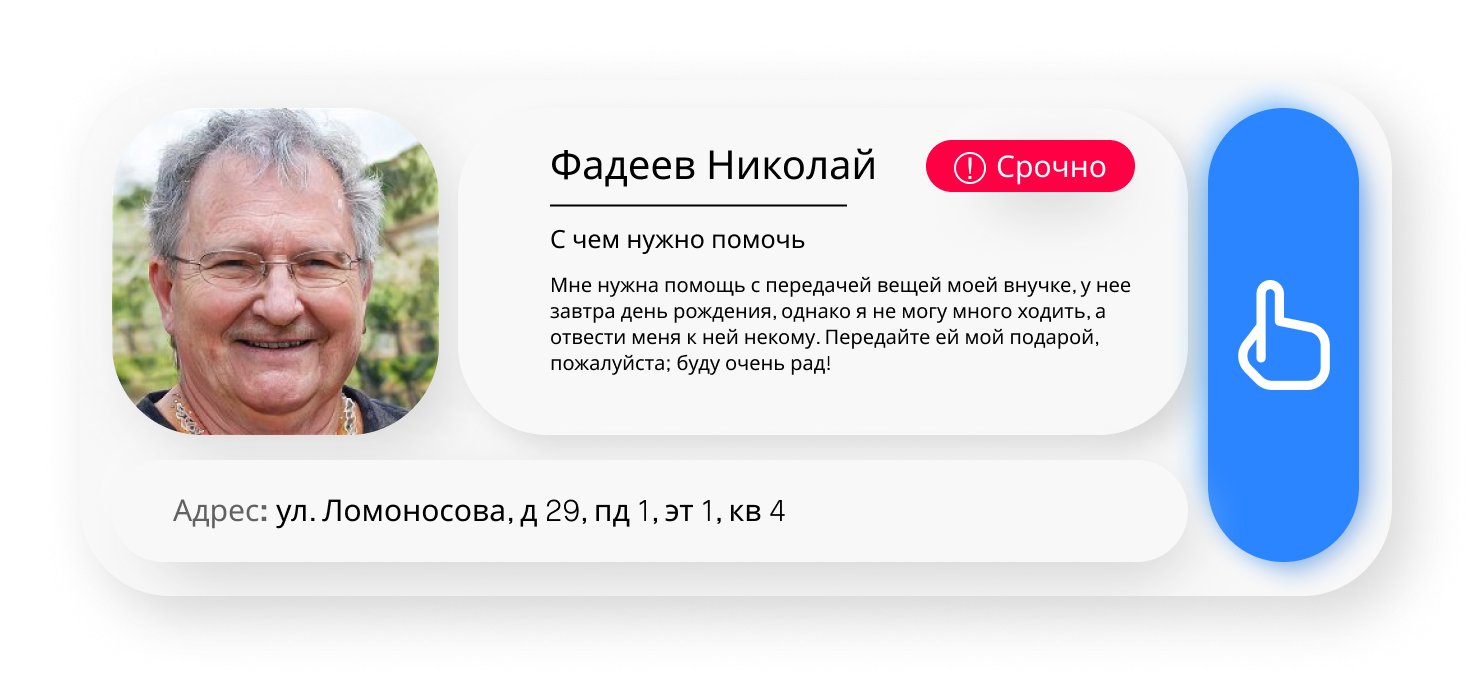 Фадеев Николай
Срочно
С чем нужно помочь
Мне нужна помощь с передачей вещей моей внучке, у нее
завтра день рождения, однако я не могу много ходить, а
отвести меня к ней некому. Передайте ей мой подарой,
пожалуйста; буду очень рад!
Адрес: ул. Ломоносова, д 29, пд 1, эт 1, кв 4